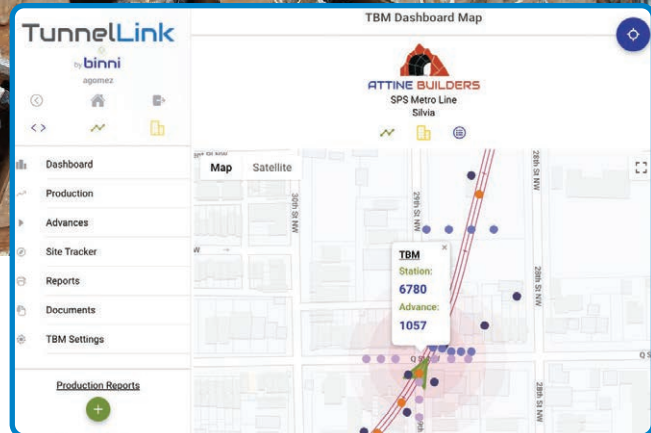 TunnelLink
by binni
agomez
Dashboard
Production
Advances
Site Tracker
Reports
Documents
TBM Settings
Production Reports
TBM Dashboard Map
ATTINE BUILDERS
SPS Metro Line
Silvia
Map Satellite
30th St NW
29th St NW
28th St NW
28th St NW
28th St NW
TBM
Station:
6780
Advance:
1057